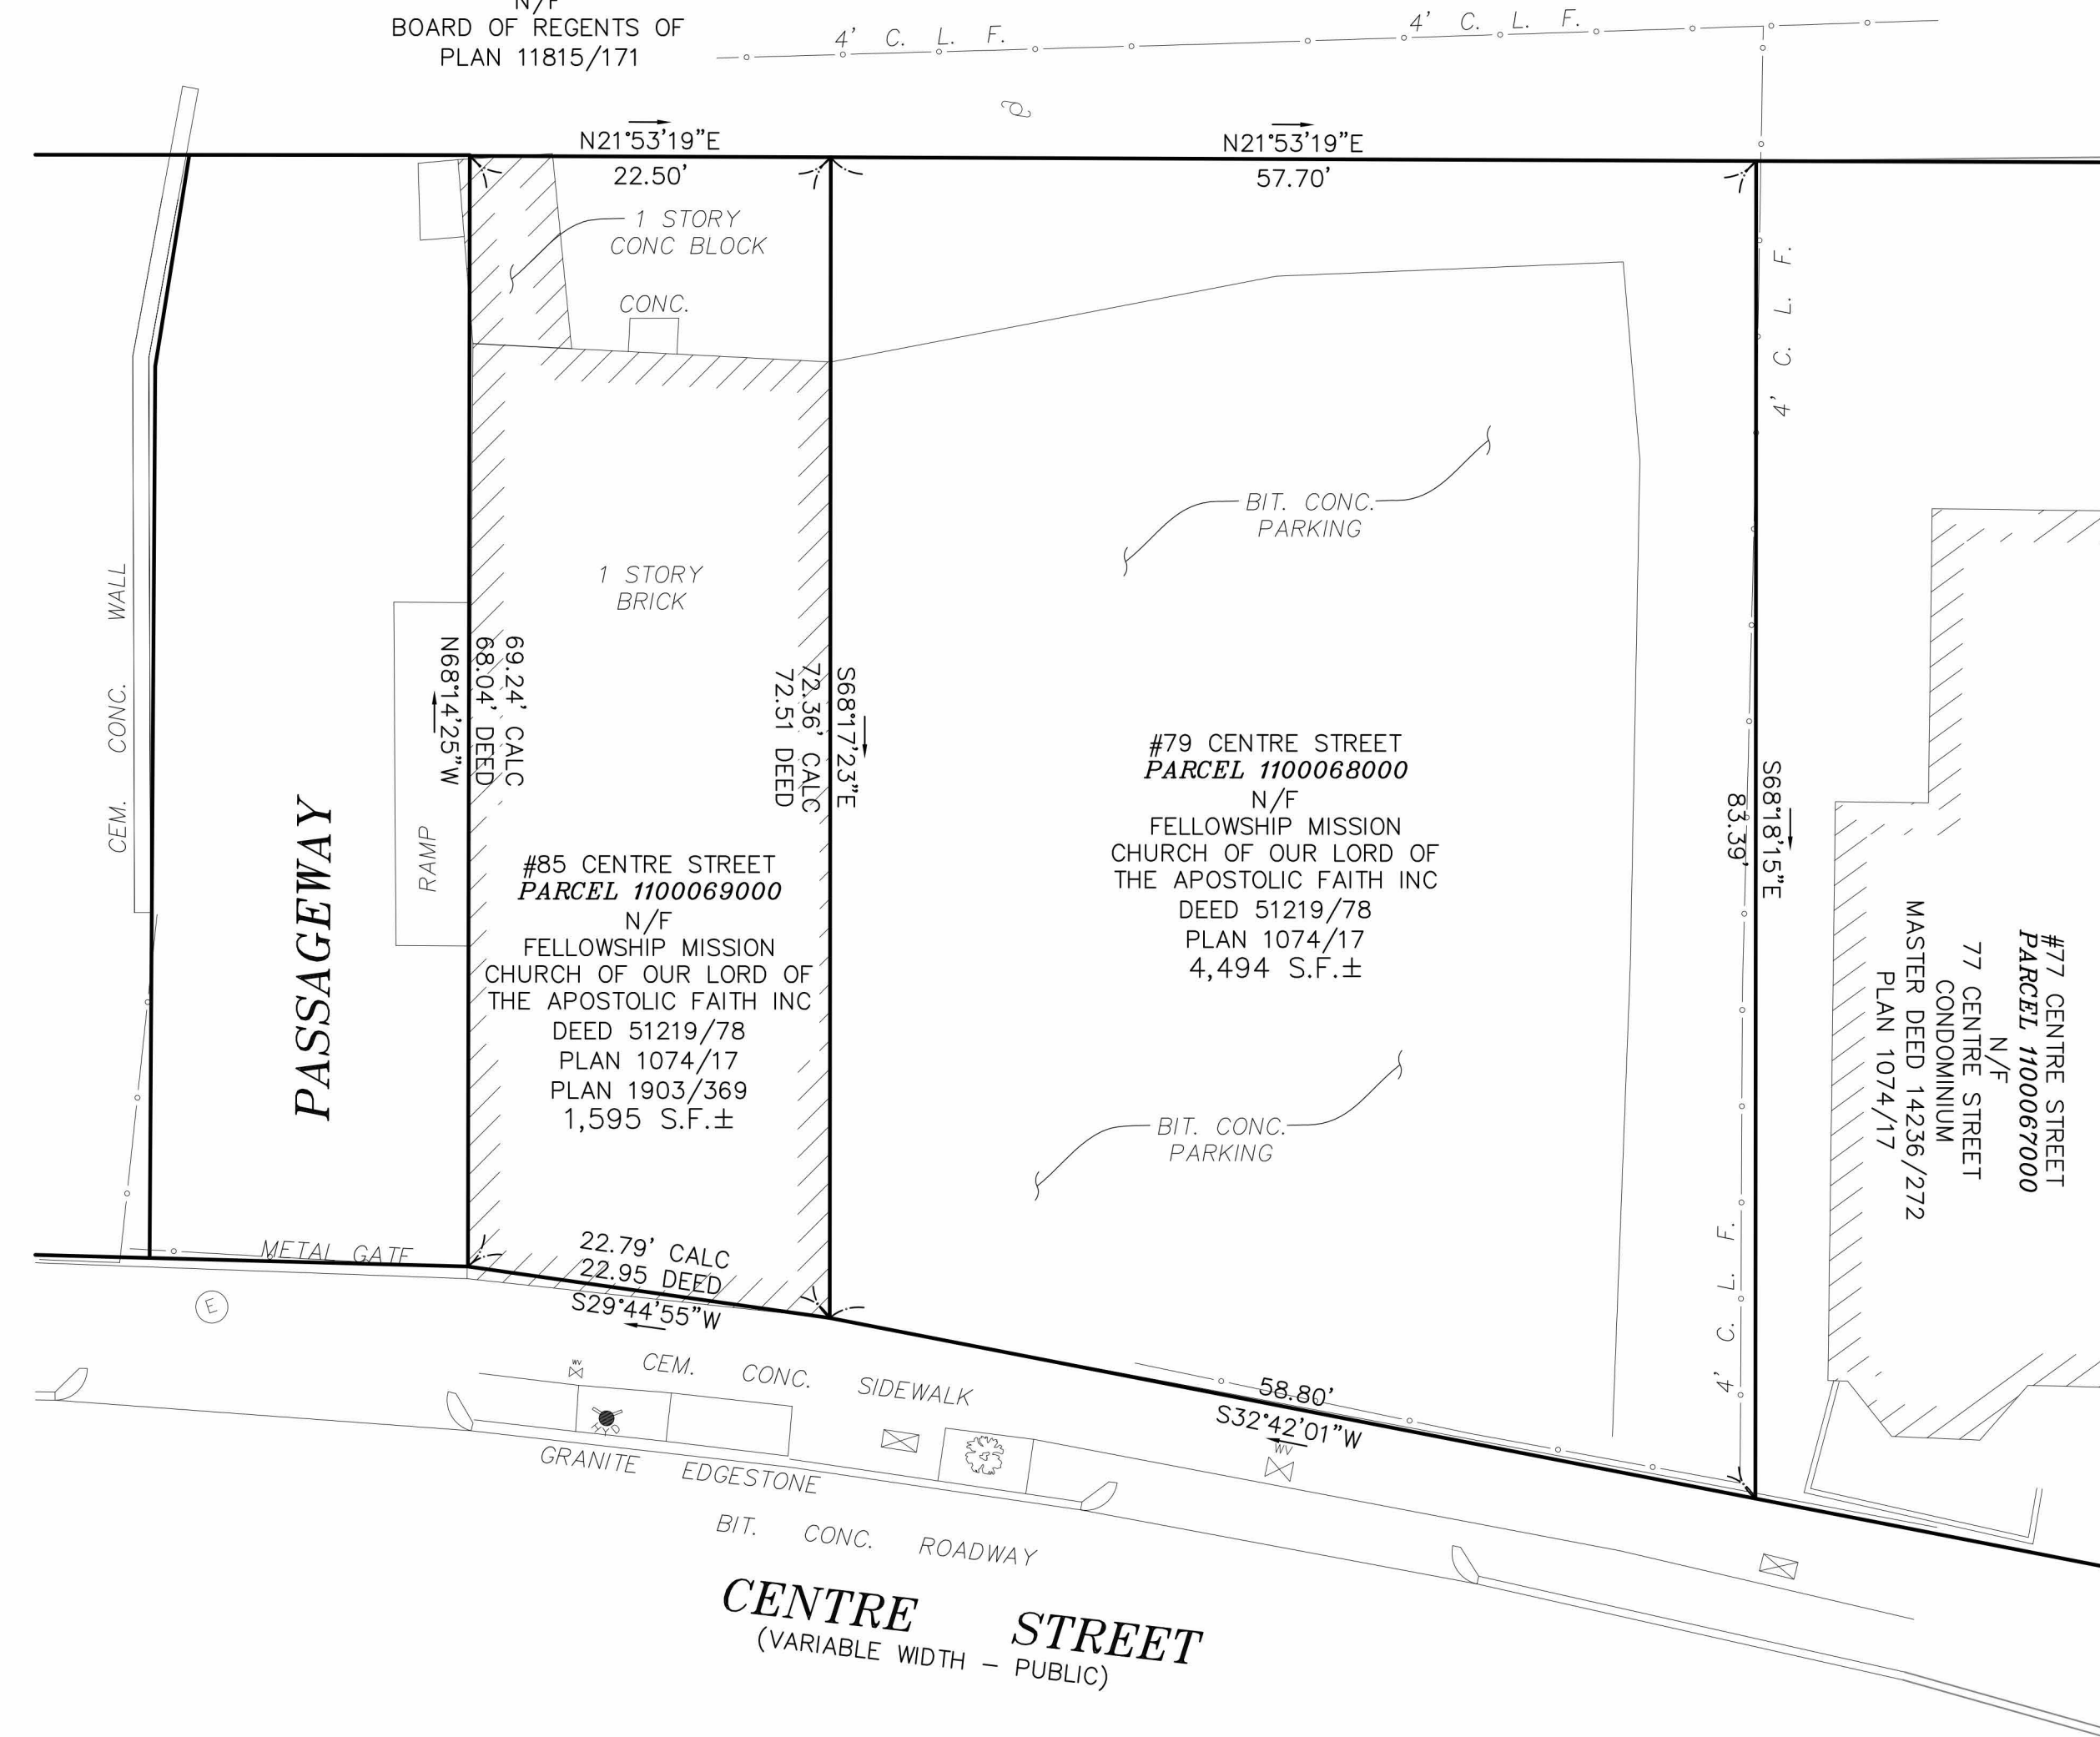 N/F
BOARD OF REGENTS OF
PLAN 11815/171
4' C. L. F.
4' C. L. F.
N21°53'19"E
22.50'
N21°53'19"E
57.70'
1 STORY
CONC BLOCK
CONC.
4' C. L. F.
BIT. CONC.
PARKING
1 STORY
BRICK
CEM. CONC. WALL
PASSAGEWAY
RAMP
N68°14'25"W
68.04' DEED
69.24' CALC
72.51 DEED
72.36' CALC
S68°17'23"E
#79 CENTRE STREET
PARCEL 1100068000
N/F
FELLOWSHIP MISSION
CHURCH OF OUR LORD OF
THE APOSTOLIC FAITH INC
DEED 51219/78
PLAN 1074/17
4,494 S.F.±
S68°18'15"E
83.39'
#85 CENTRE STREET
PARCEL 1100069000
N/F
FELLOWSHIP MISSION
CHURCH OF OUR LORD OF
THE APOSTOLIC FAITH INC
DEED 51219/78
PLAN 1074/17
PLAN 1903/369
1,595 S.F.±
#77 CENTRE STREET
PARCEL 1100067000
N/F
77 CENTRE STREET
CONDOMINIUM
MASTER DEED 14236/272
PLAN 1074/17
BIT. CONC.
PARKING
4' C. L. F.
METAL GATE
22.79' CALC
22.95 DEED
S29°44'55"W
E
58.80'
S32°42'01"W
WV
WV
HYD
CEM. CONC. SIDEWALK
GRANITE EDGESTONE
BIT. CONC. ROADWAY
CENTRE STREET
(VARIABLE WIDTH – PUBLIC)